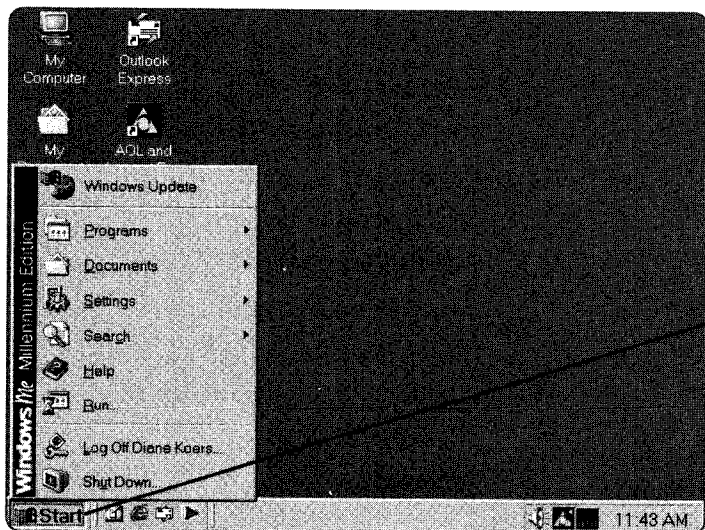 My
Computer
Outlook
Express
My
AOL and
Windows Update
Programs
Documents
Settings
Search
Help
Run...
Log Off Diane Koers...
Shut Down...
Windows Me Millennium Edition
Start
11:43 AM